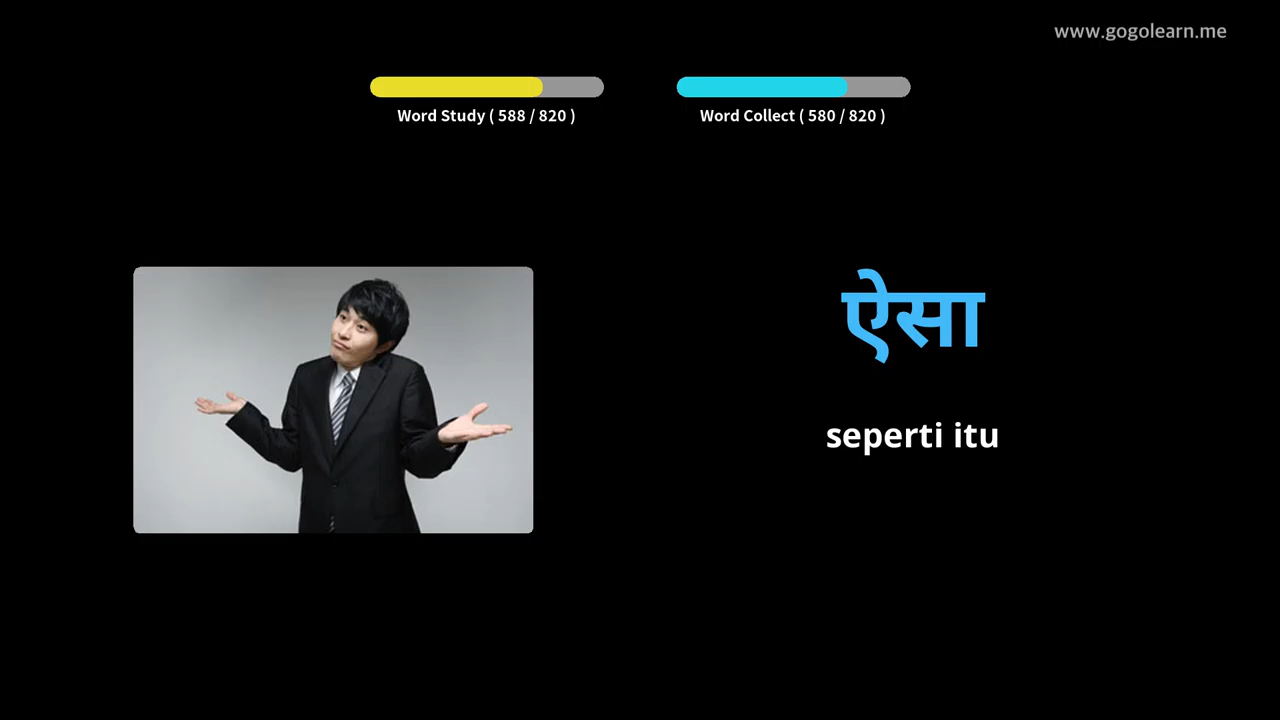 www.gogolearn.me
Word Study ( 588 / 820 )
Word Collect ( 580 / 820 )
ऐसा
seperti itu